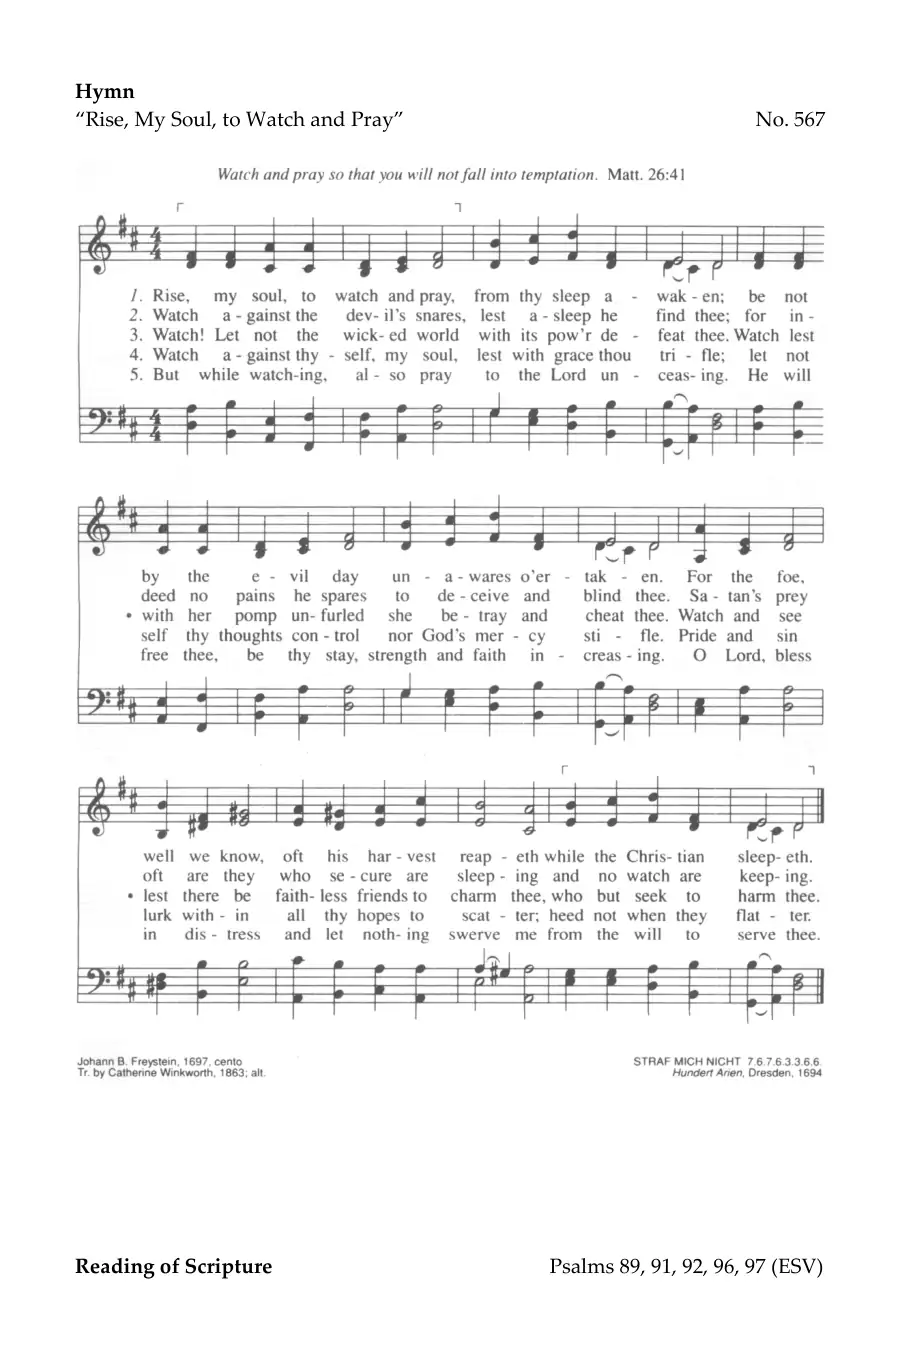 Hymn
“Rise, My Soul, to Watch and Pray” No. 567
Watch and pray so that you will not fall into temptation. Matt. 26:41
1. Rise, my soul, to watch and pray, from thy sleep a - wak - en; be not
2. Watch a - gainst the dev- il's snares, lest a - sleep he find thee; for in -
3. Watch! Let not the wick- ed world with its pow'r de - feat thee. Watch lest
4. Watch a - gainst thy - self, my soul, lest with grace thou tri - fle; let not
5. But while watch-ing, al - so pray to the Lord un - ceas- ing. He will
by the e - vil day un - a - wares o'er - tak - en. For the foe,
deed no pains he spares to de - ceive and blind thee. Sa - tan's prey
• with her pomp un- furled she be - tray and cheat thee. Watch and see
self thy thoughts con - trol nor God's mer - cy sti - fle. Pride and sin
free thee, be thy stay, strength and faith in - creas - ing. O Lord, bless
well we know, oft his har - vest reap - eth while the Chris- tian sleep- eth.
oft are they who se - cure are sleep - ing and no watch are keep- ing.
• lest there be faith- less friends to charm thee, who but seek to harm thee.
lurk with - in all thy hopes to scat - ter; heed not when they flat - ter.
in dis - tress and let noth- ing swerve me from the will to serve thee.
Johann B. Freystein, 1697, cento STRAF MICH NICHT 7.6.7.6.3.3.6.6.
Tr. by Catherine Winkworth, 1863; alt. Hundert Arien, Dresden, 1694
Reading of Scripture Psalms 89, 91, 92, 96, 97 (ESV)